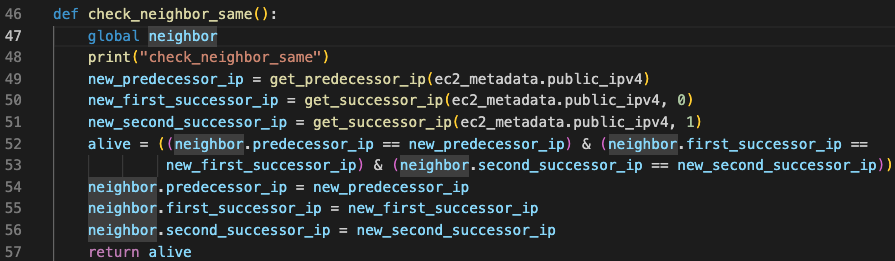 46 def check_neighbor_same():
47     global neighbor
48     print("check_neighbor_same")
49     new_predecessor_ip = get_predecessor_ip(ec2_metadata.public_ipv4)
50     new_first_successor_ip = get_successor_ip(ec2_metadata.public_ipv4, 0)
51     new_second_successor_ip = get_successor_ip(ec2_metadata.public_ipv4, 1)
52     alive = ((neighbor.predecessor_ip == new_predecessor_ip) & (neighbor.first_successor_ip ==
53             new_first_successor_ip) & (neighbor.second_successor_ip == new_second_successor_ip))
54     neighbor.predecessor_ip = new_predecessor_ip
55     neighbor.first_successor_ip = new_first_successor_ip
56     neighbor.second_successor_ip = new_second_successor_ip
57     return alive